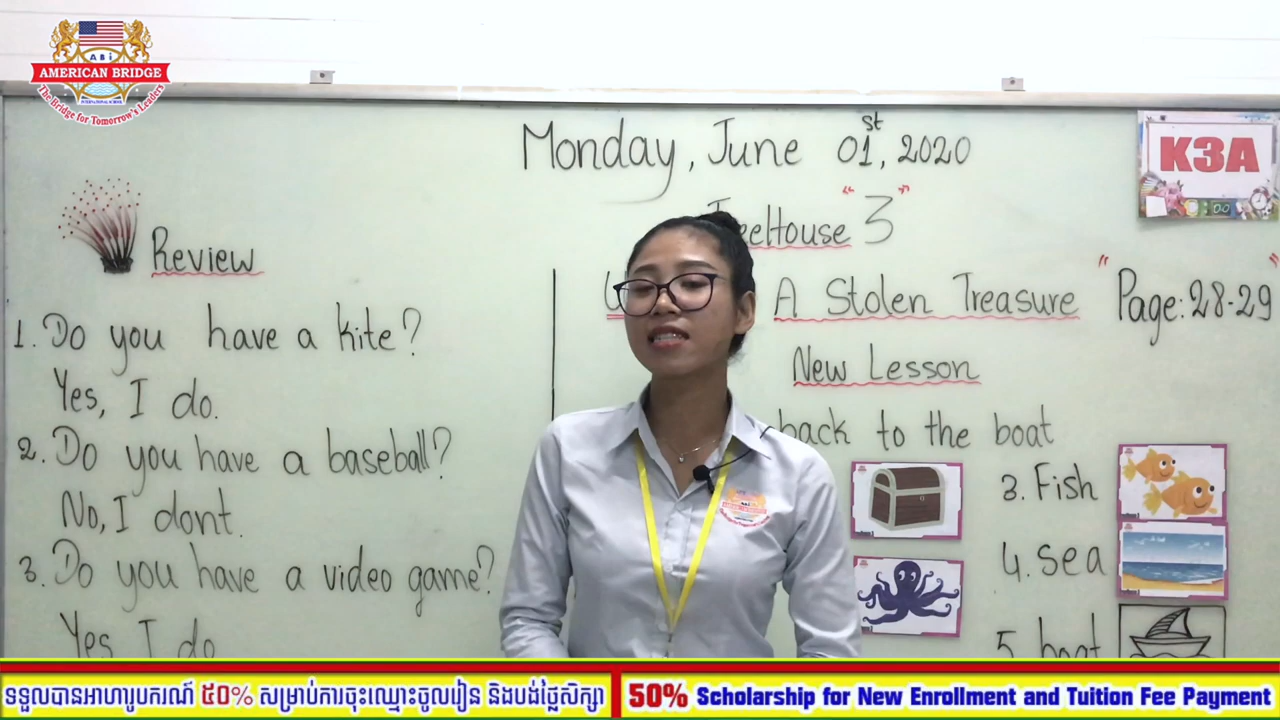 ABi
AMERICAN BRIDGE
INTERNATIONAL SCHOOL
The Bridge for Tomorrow's Leaders
Monday, June 01st, 2020
K3A
"3"
A Stolen Treasure
"Page: 28-29"
New Lesson
back to the boat
3. Fish
4. sea
5. boat
Review
1. Do you have a kite?
Yes, I do.
2. Do you have a baseball?
No, I dont.
3. Do you have a video game?
Yes I do
ទទួលបានអាហារូបករណ៍ ៥០% សម្រាប់ការចុះឈ្មោះចូលរៀន និងបង់ថ្លៃសិក្សា
50% Scholarship for New Enrollment and Tuition Fee Payment